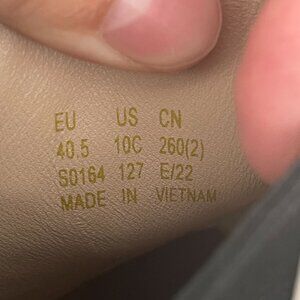 EU US CN
40.5 10C 260(2)
S0164 127 E/22
MADE IN VIETNAM